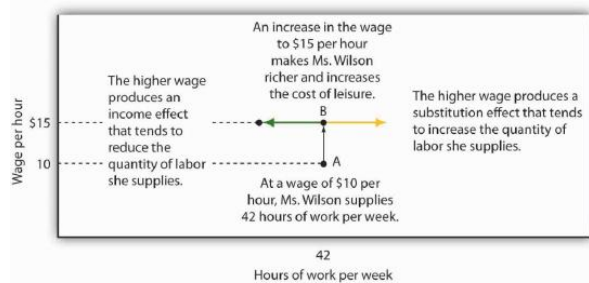 An increase in the wage
to $15 per hour
makes Ms. Wilson
richer and increases
the cost of leisure.
The higher wage
produces an
income effect
that tends to
reduce the
quantity of labor
she supplies.
The higher wage produces a
substitution effect that tends
to increase the quantity of
labor she supplies.
B
$15
10
A
At a wage of $10 per
hour, Ms. Wilson supplies
42 hours of work per week.
Wage per hour
42
Hours of work per week